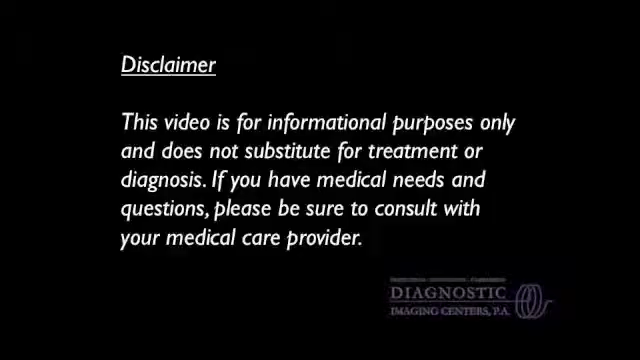 Disclaimer
This video is for informational purposes only
and does not substitute for treatment or
diagnosis. If you have medical needs and
questions, please be sure to consult with
your medical care provider.
DIAGNOSTIC
IMAGING CENTERS, P.A.